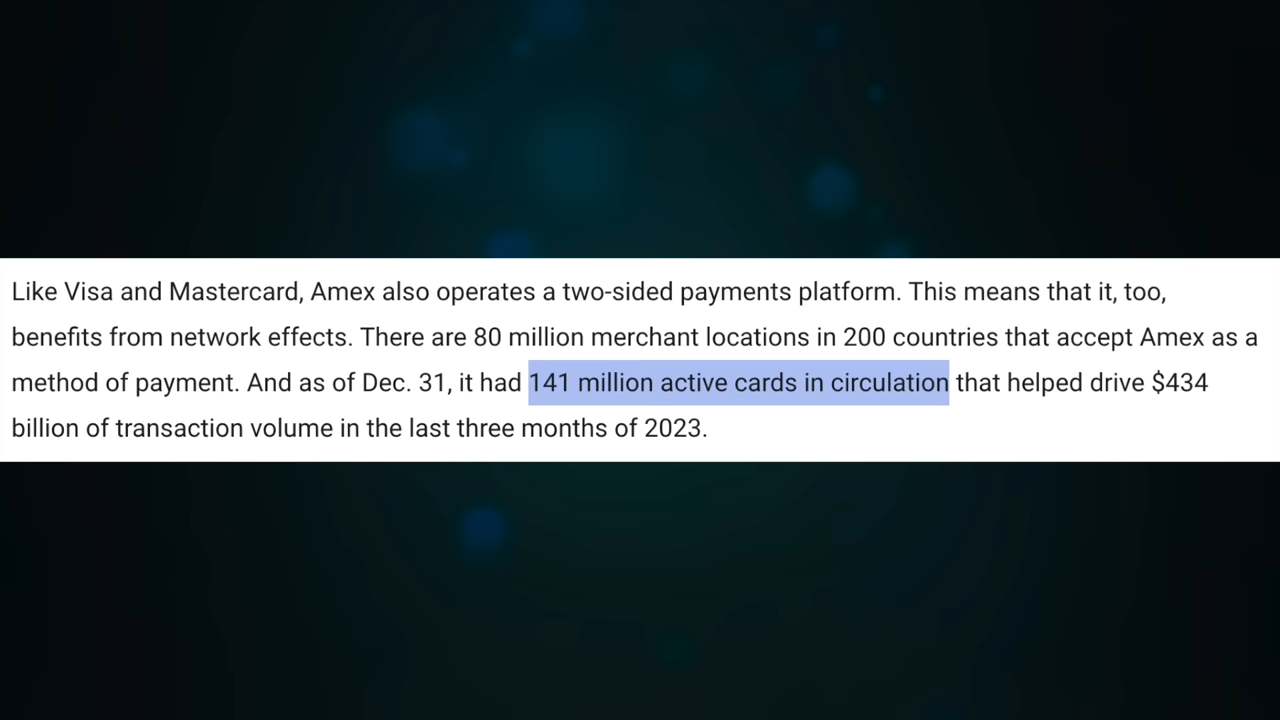 Like Visa and Mastercard, Amex also operates a two-sided payments platform. This means that it, too,
benefits from network effects. There are 80 million merchant locations in 200 countries that accept Amex as a
method of payment. And as of Dec. 31, it had 141 million active cards in circulation that helped drive $434
billion of transaction volume in the last three months of 2023.